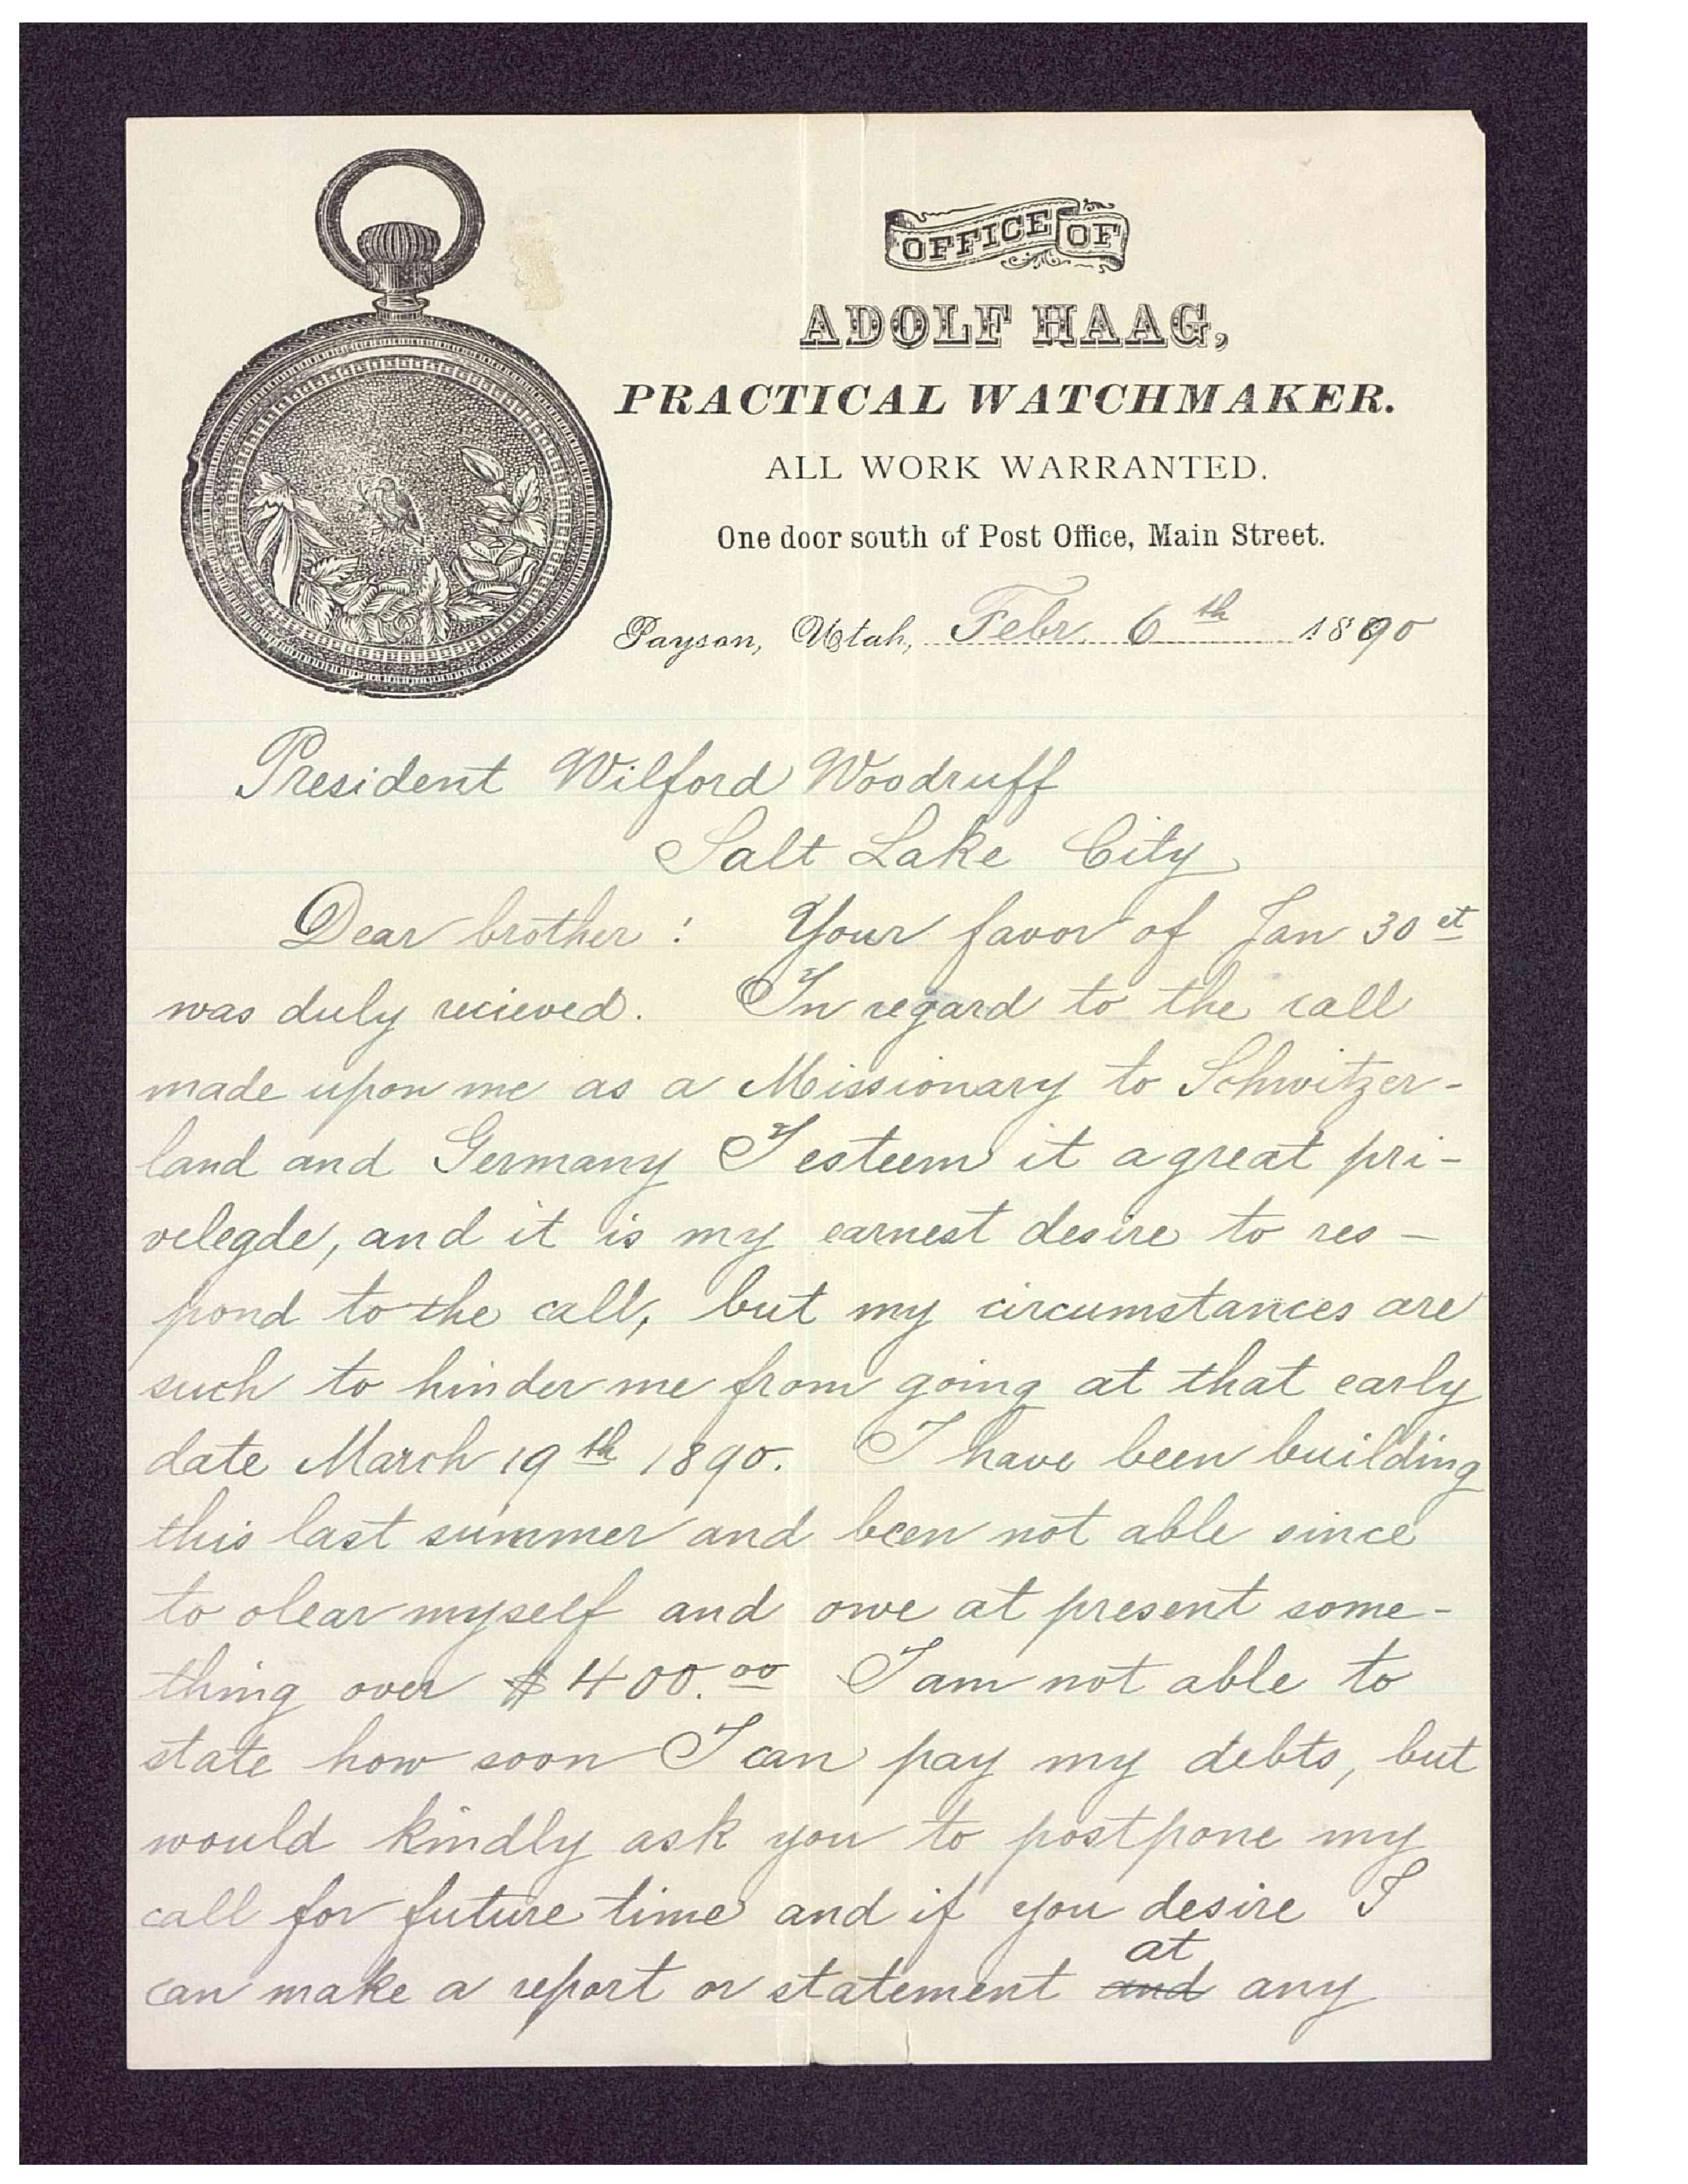 OFFICE OF
ADOLF HAAG,
PRACTICAL WATCHMAKER.
ALL WORK WARRANTED.
One door south of Post Office, Main Street.
Payson, Utah, Febr. 6th 1890
President Wilford Woodruff
Salt Lake City
Dear brother : Your favor of Jan 30 et
was duly recieved. In regard to the call
made upon me as a Missionary to Schwitzer-
land and Germany I esteem it a great pri-
velegde, and it is my earnest desire to res-
pond to the call, but my circumstances are
such to hinder me from going at that early
date March 19th 1890. I have been building
this last summer and been not able since
to clear myself and owe at present some-
thing over $400.00 I am not able to
state how soon I can pay my debts, but
would kindly ask you to postpone my
call for future time and if you desire I
at
can make a report or statement and any